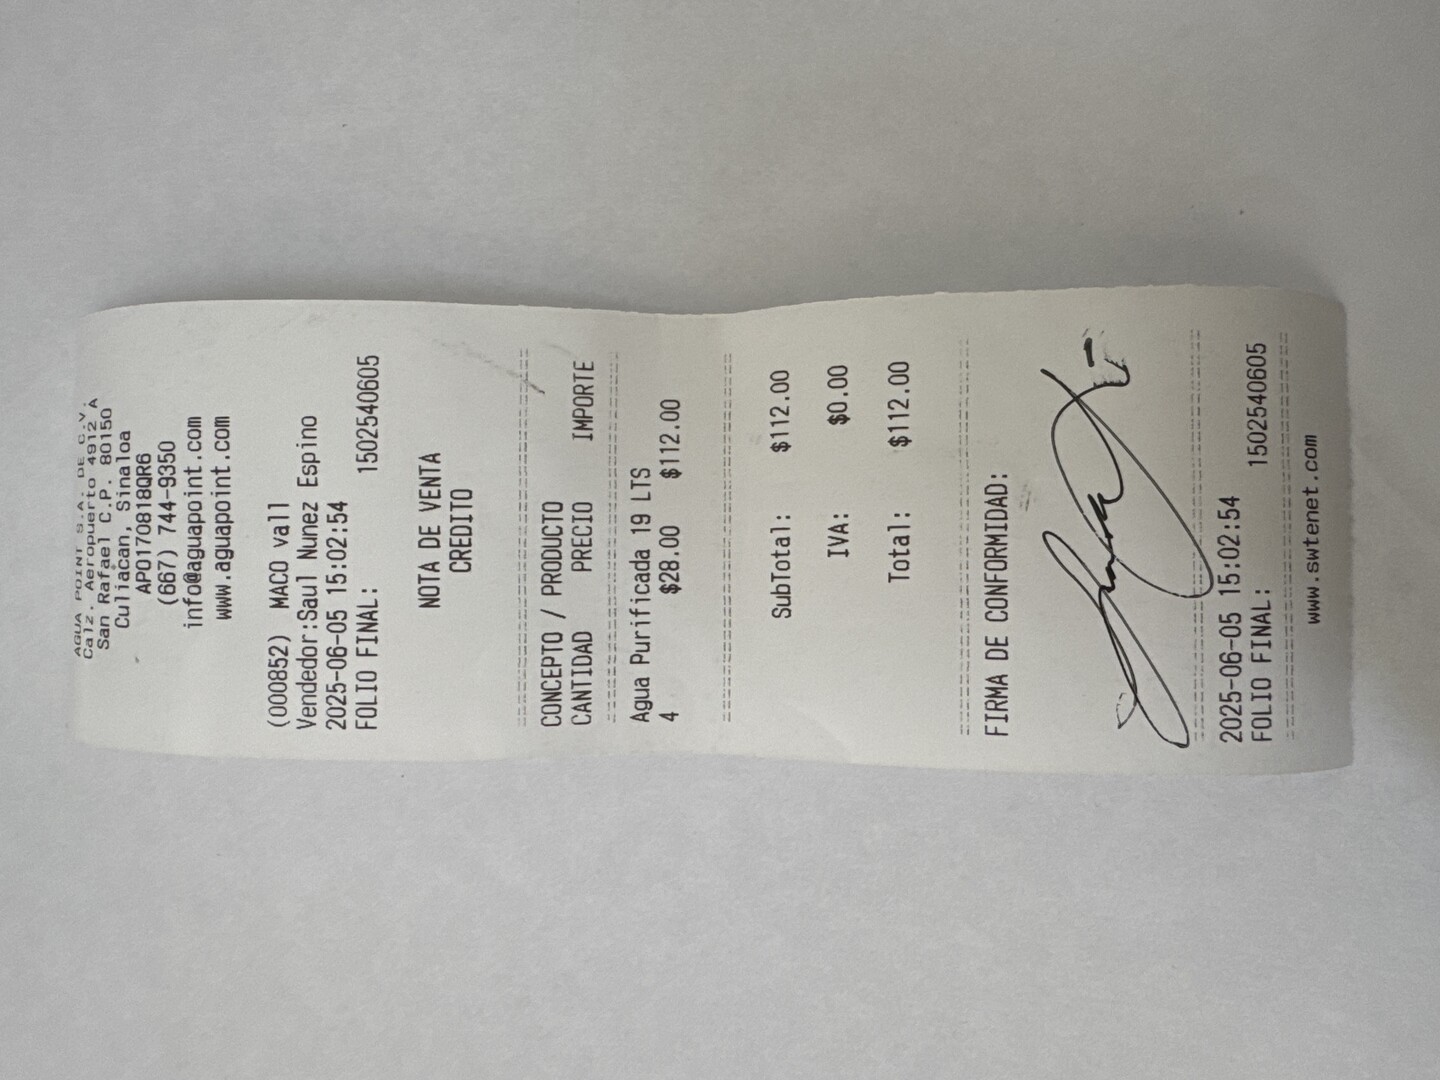 AGUA POINT S.A. DE C.V.
Calz. Aeropuerto 4912 A
San Rafael C.P. 80150
Culiacan, Sinaloa
APO170818QR6
(667) 744-9350
info@aguapoint.com
www.aguapoint.com
(000852) MACO vall
Vendedor:Saul Nunez Espino
2025-06-05 15:02:54
FOLIO FINAL: 1502540605
NOTA DE VENTA
CREDITO
CONCEPTO / PRODUCTO
CANTIDAD PRECIO IMPORTE
Agua Purificada 19 LTS
4 $28.00 $112.00
SubTotal: $112.00
IVA: $0.00
Total: $112.00
FIRMA DE CONFORMIDAD:
2025-06-05 15:02:54
FOLIO FINAL: 1502540605
www.swtenet.com